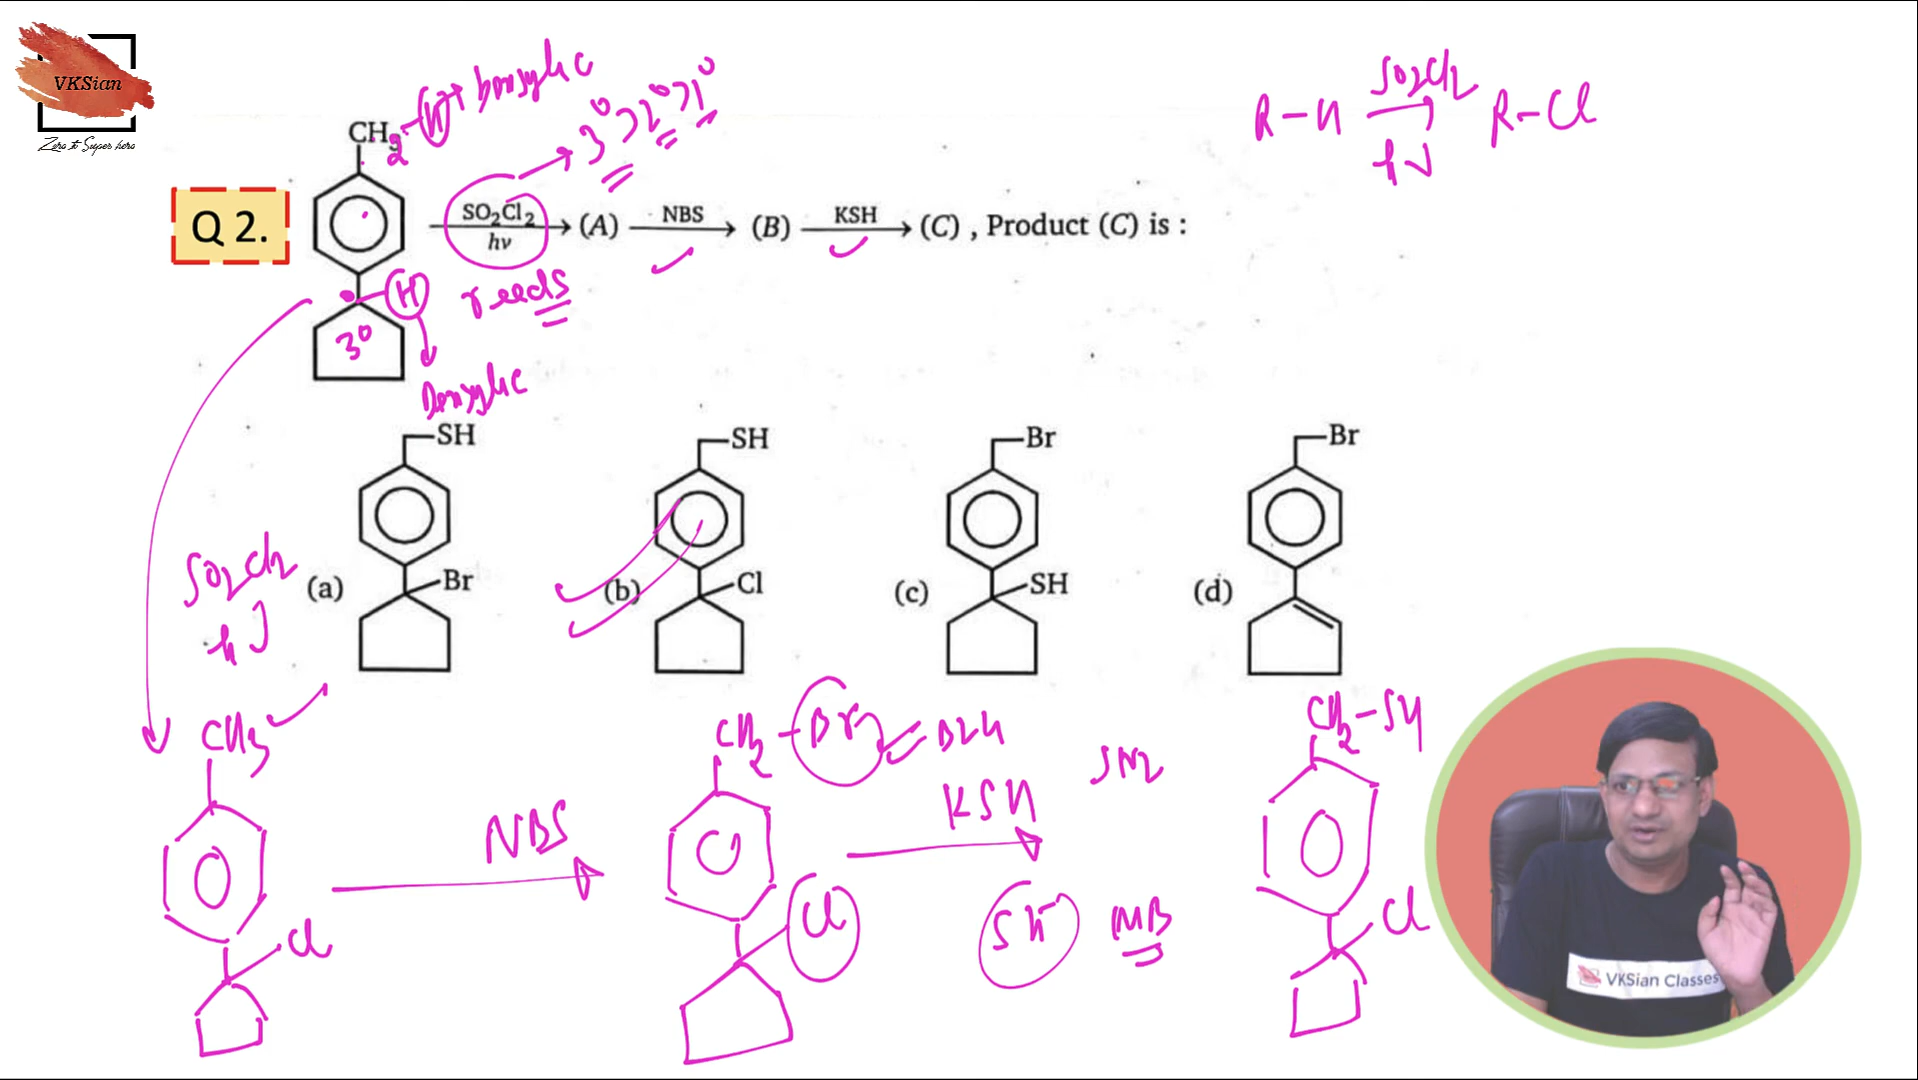 VKSian
Zero to Super hero
CH3
2
H
benzylic
3° > 2° > 1°
R-H SO2Cl2 hν R-Cl
Q 2.
SO₂Cl₂
hν
(A) NBS (B) KSH (C) , Product (C) is :
H
3°
Benzylic
(a) SH Br
(b) SH Cl
(c) Br SH
(d) Br
SO2Cl2
hν
CH3
Cl
NBS
CH2-Br
Cl
KSH
SN2
SH-
CH2-SH
Cl
VKSian Classes